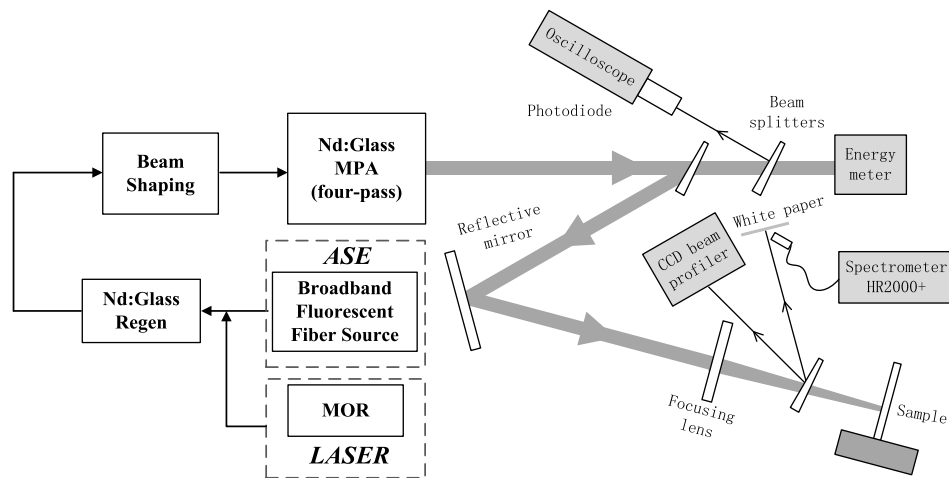 Oscilloscope
Photodiode
Beam
splitters
Energy
meter
Nd:Glass
MPA
(four-pass)
Beam
Shaping
Reflective
mirror
White paper
CCD beam
profiler
Spectrometer
HR2000+
ASE
Broadband
Fluorescent
Fiber Source
Nd:Glass
Regen
MOR
LASER
Focusing
lens
Sample